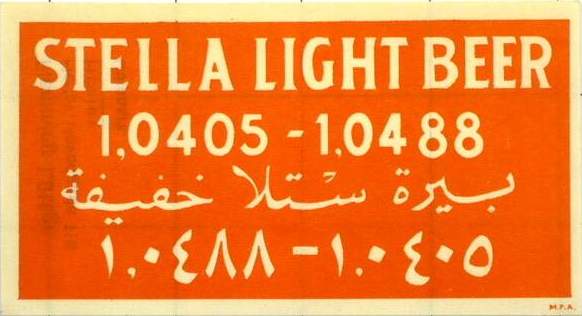 STELLA LIGHT BEER
1,0405 - 1,0488
بيرة ستلا خفيفة
١,٠٤٠٥ - ١,٠٤٨٨
M.P.A.